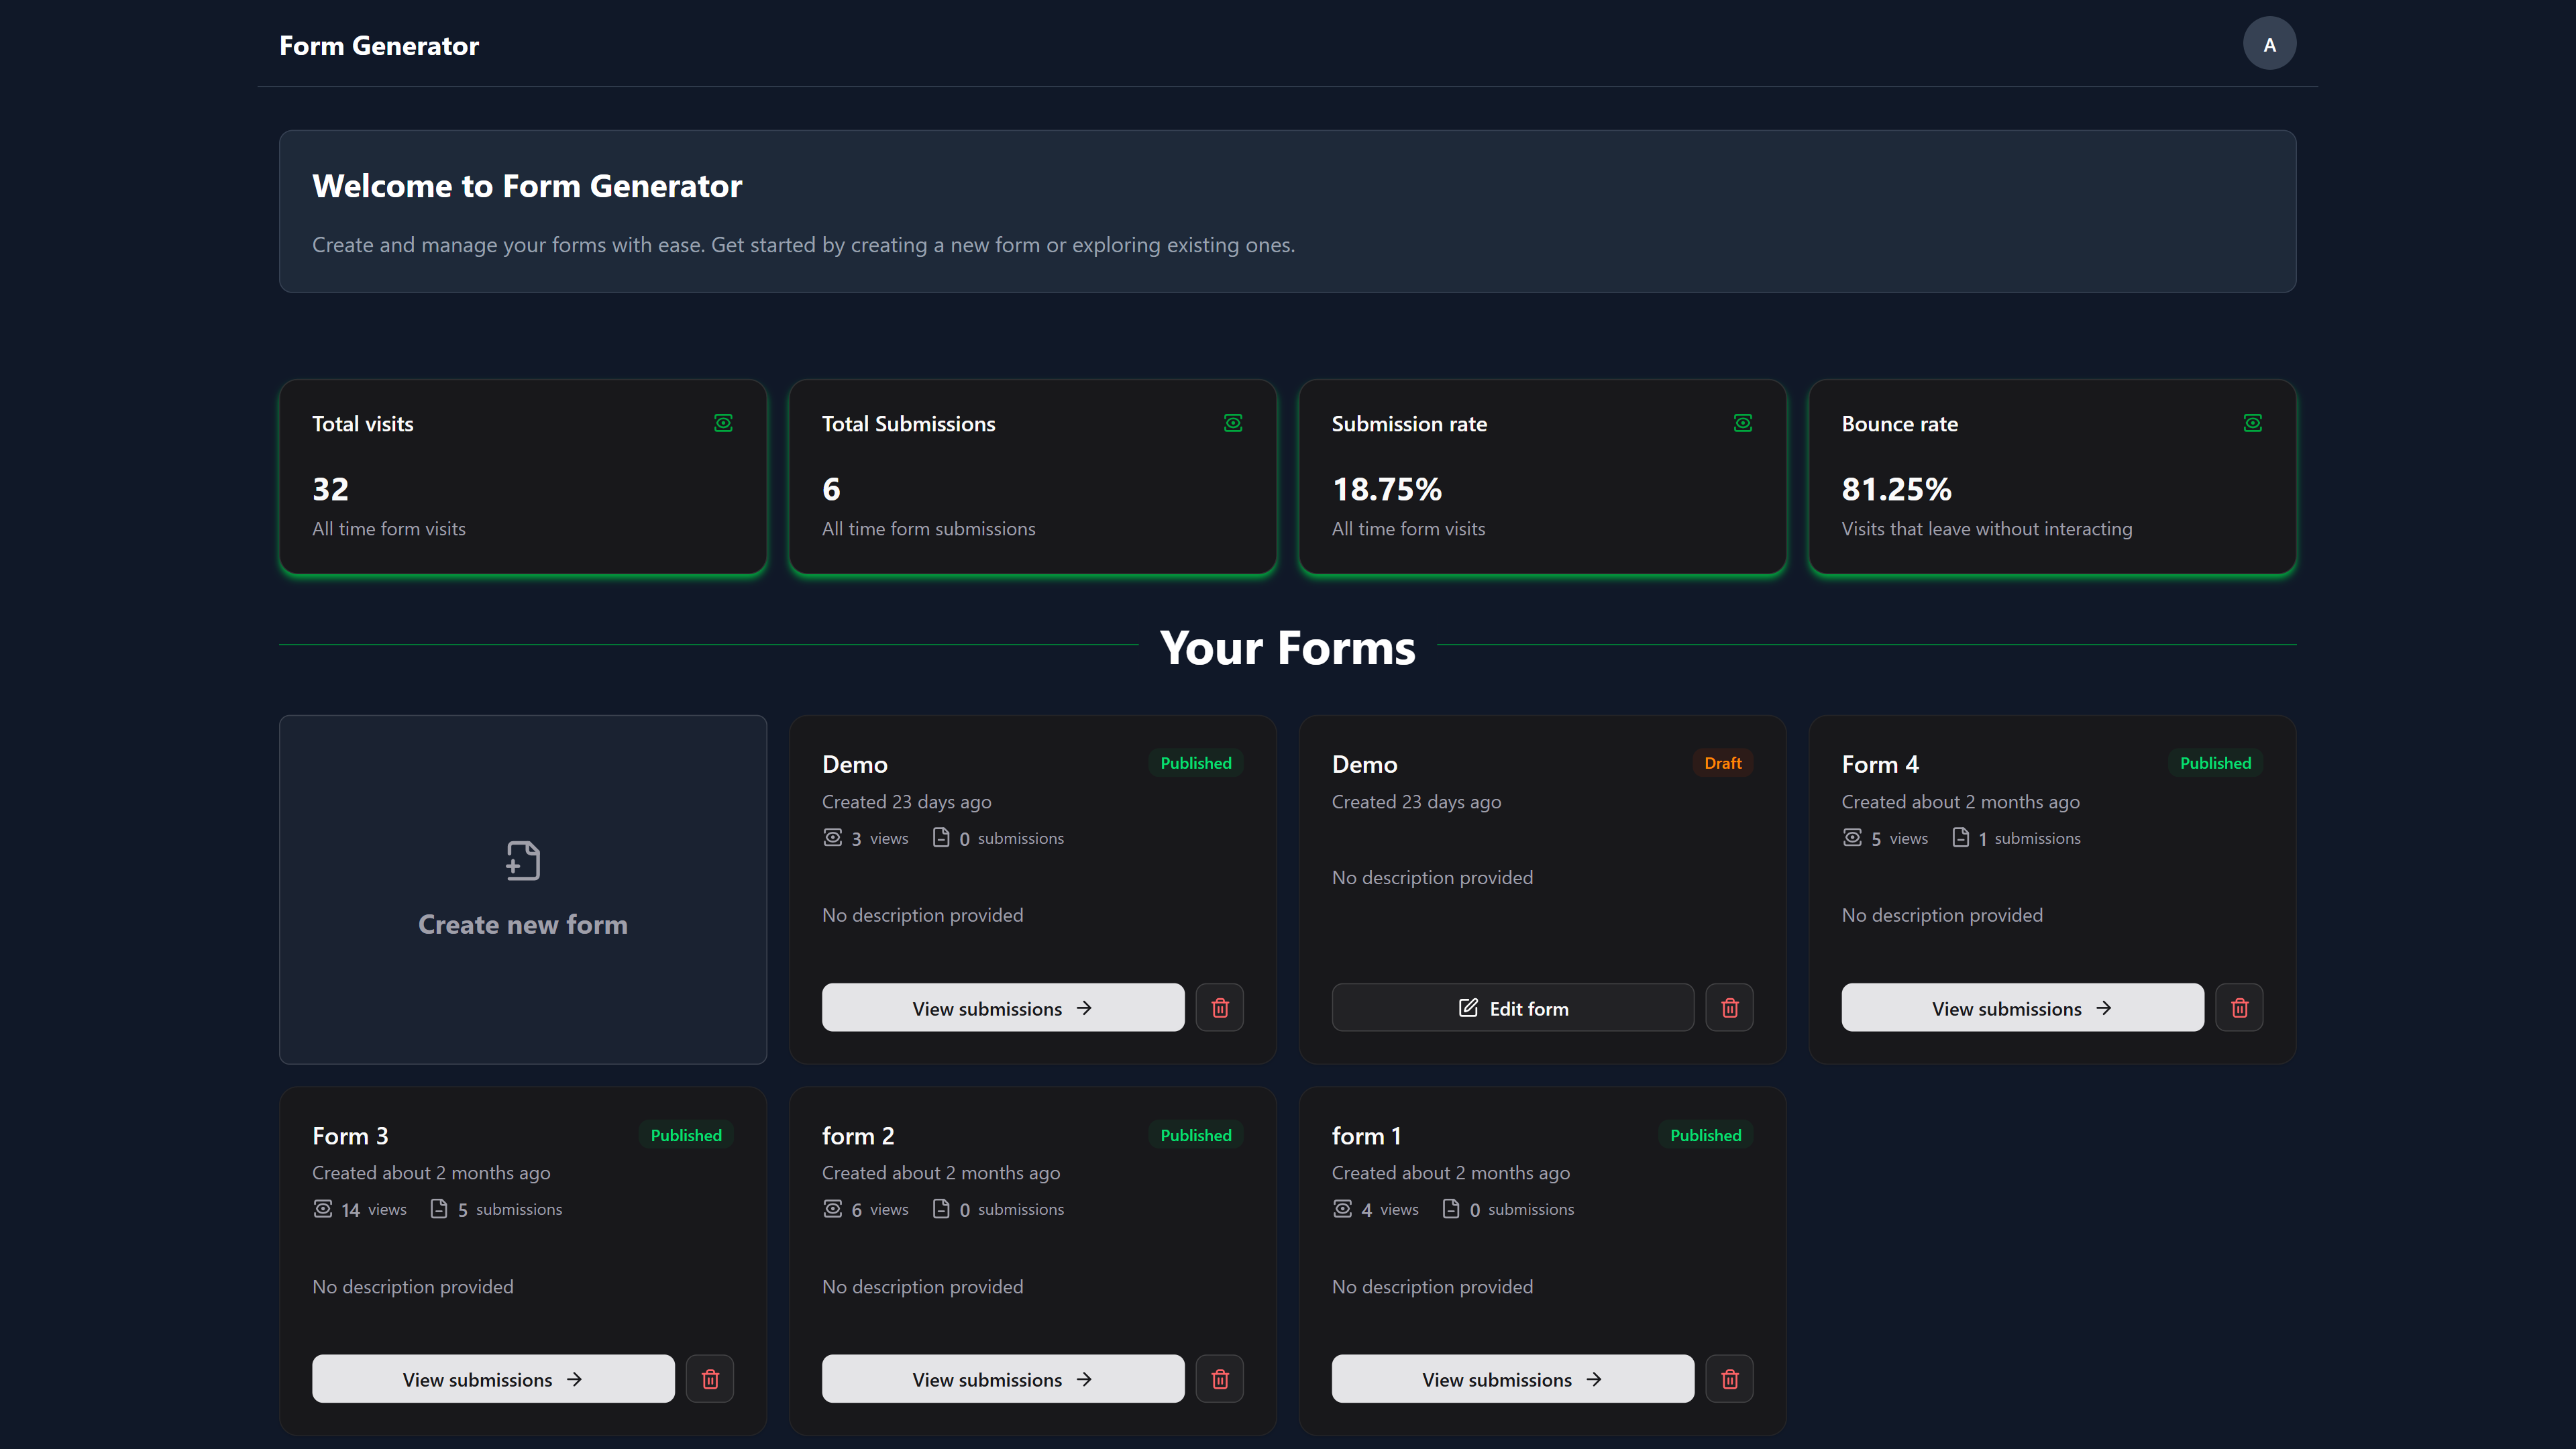 Form Generator
A
Welcome to Form Generator
Create and manage your forms with ease. Get started by creating a new form or exploring existing ones.
Total visits
32
All time form visits
Total Submissions
6
All time form submissions
Submission rate
18.75%
All time form visits
Bounce rate
81.25%
Visits that leave without interacting
Your Forms
Create new form
Demo
Published
Created 23 days ago
3 views 0 submissions
No description provided
View submissions
Demo
Draft
Created 23 days ago
No description provided
Edit form
Form 4
Published
Created about 2 months ago
5 views 1 submissions
No description provided
View submissions
Form 3
Published
Created about 2 months ago
14 views 5 submissions
No description provided
View submissions
form 2
Published
Created about 2 months ago
6 views 0 submissions
No description provided
View submissions
form 1
Published
Created about 2 months ago
4 views 0 submissions
No description provided
View submissions